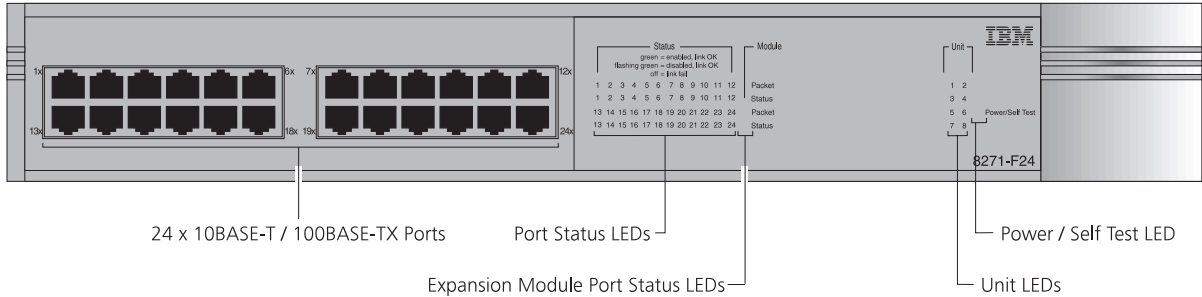 IBM
Status
Module
Unit
green = enabled, link OK
flashing green = disabled, link OK
off = link fail
1x
6x
7x
12x
1 2 3 4 5 6 7 8 9 10 11 12 Packet
1 2
1 2 3 4 5 6 7 8 9 10 11 12 Status
3 4
13 14 15 16 17 18 19 20 21 22 23 24 Packet
5 6
Power/Self Test
13x
18x
19x
24x
13 14 15 16 17 18 19 20 21 22 23 24 Status
7 8
8271-F24
24 x 10BASE-T / 100BASE-TX Ports
Port Status LEDs
Power / Self Test LED
Expansion Module Port Status LEDs
Unit LEDs